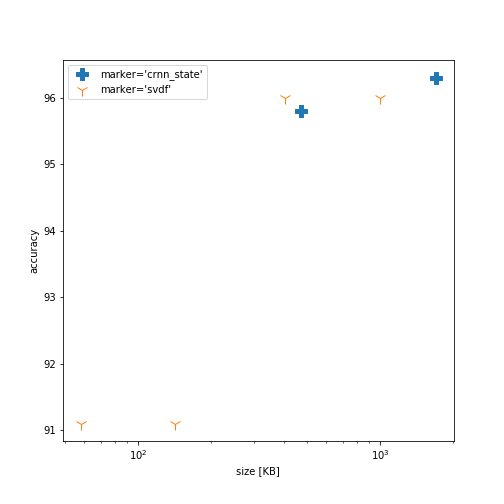 marker='crnn_state'
marker='svdf'
96
95
94
93
92
91
accuracy
10²
10³
size [KB]